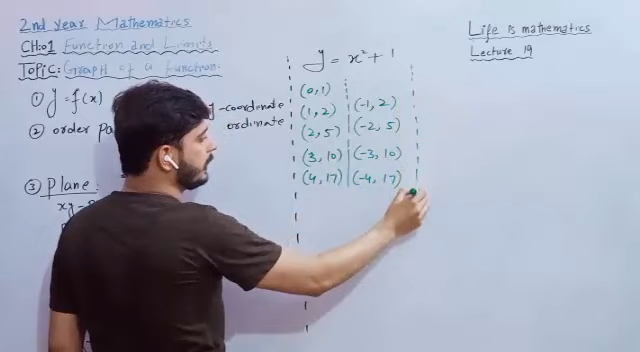 2nd year Mathematics
CH:01 Function and Limits
TOPIC: Graph of a Function.
① y = f(x)
② order Pa
y-coordinate
ordinate
③ Plane:
xy-
y = x² + 1
(0, 1)
(1, 2) (-1, 2)
(2, 5) (-2, 5)
(3, 10) (-3, 10)
(4, 17) (-4, 17)
Life is mathematics
Lecture 19